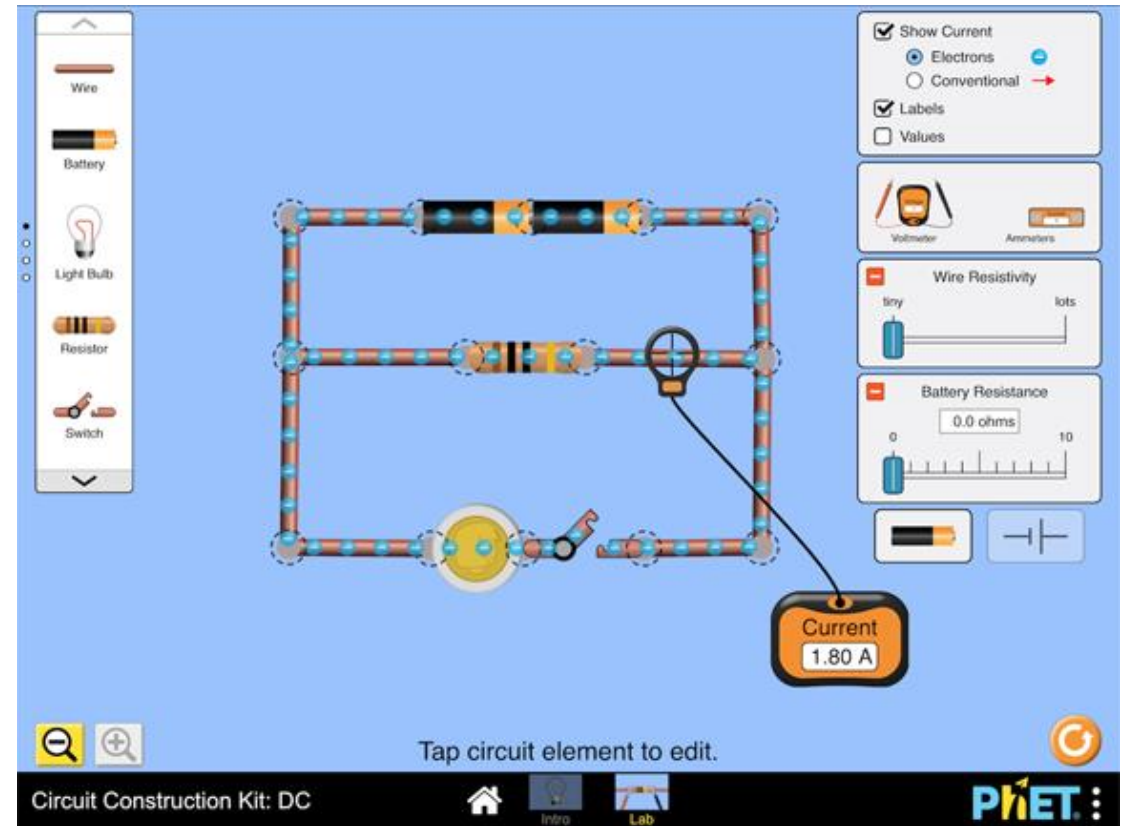 Wire
Battery
Light Bulb
Resistor
Switch
Show Current
Electrons
Conventional
Labels
Values
Voltmeter
Ammeters
Wire Resistivity
tiny lots
Battery Resistance
0.0 ohms
0 10
Current
1.80 A
Tap circuit element to edit.
Circuit Construction Kit: DC
Intro
Lab
PhET